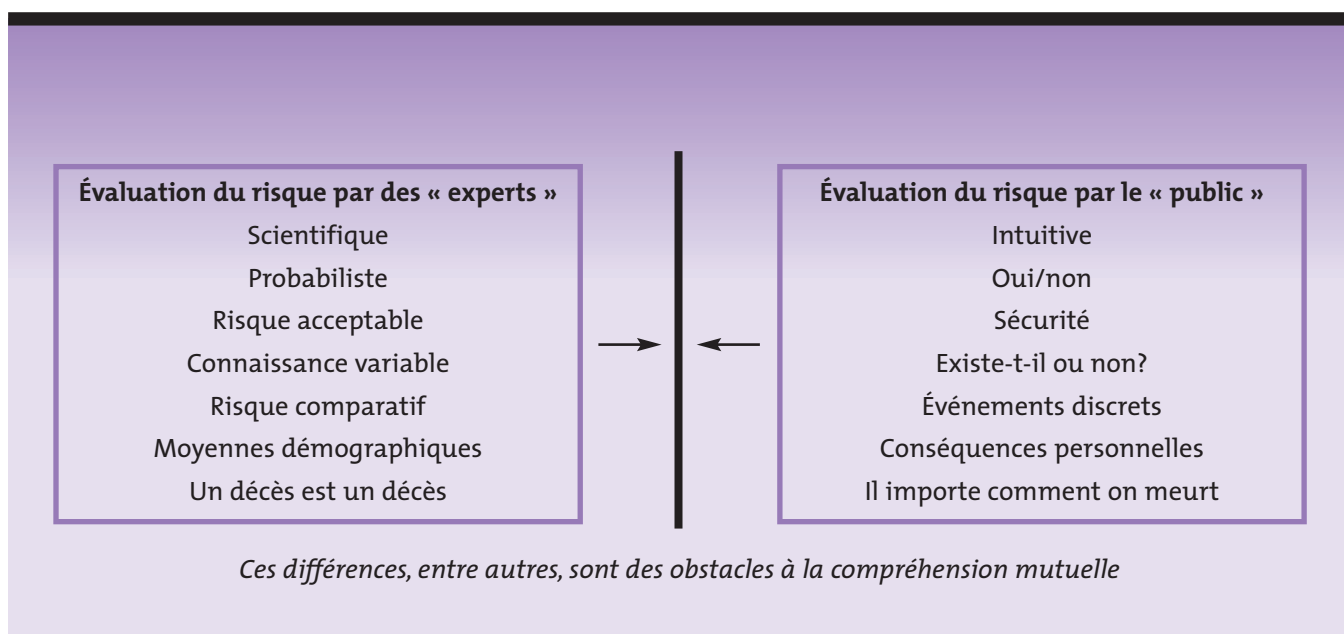 Évaluation du risque par des « experts »
Scientifique
Probabiliste
Risque acceptable
Connaissance variable
Risque comparatif
Moyennes démographiques
Un décès est un décès
Évaluation du risque par le « public »
Intuitive
Oui/non
Sécurité
Existe-t-il ou non?
Événements discrets
Conséquences personnelles
Il importe comment on meurt
Ces différences, entre autres, sont des obstacles à la compréhension mutuelle